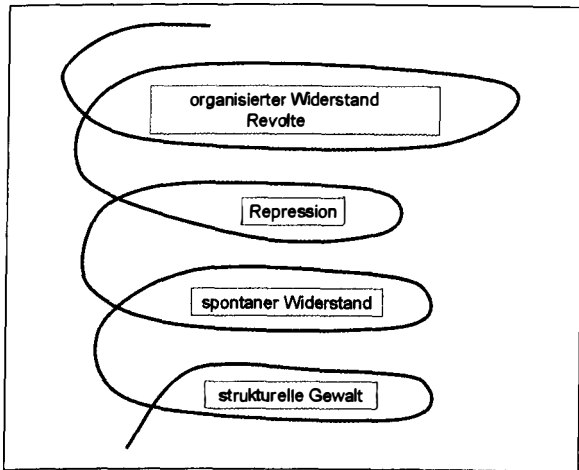 organisierter Widerstand
Revolte
Repression
spontaner Widerstand
strukturelle Gewalt